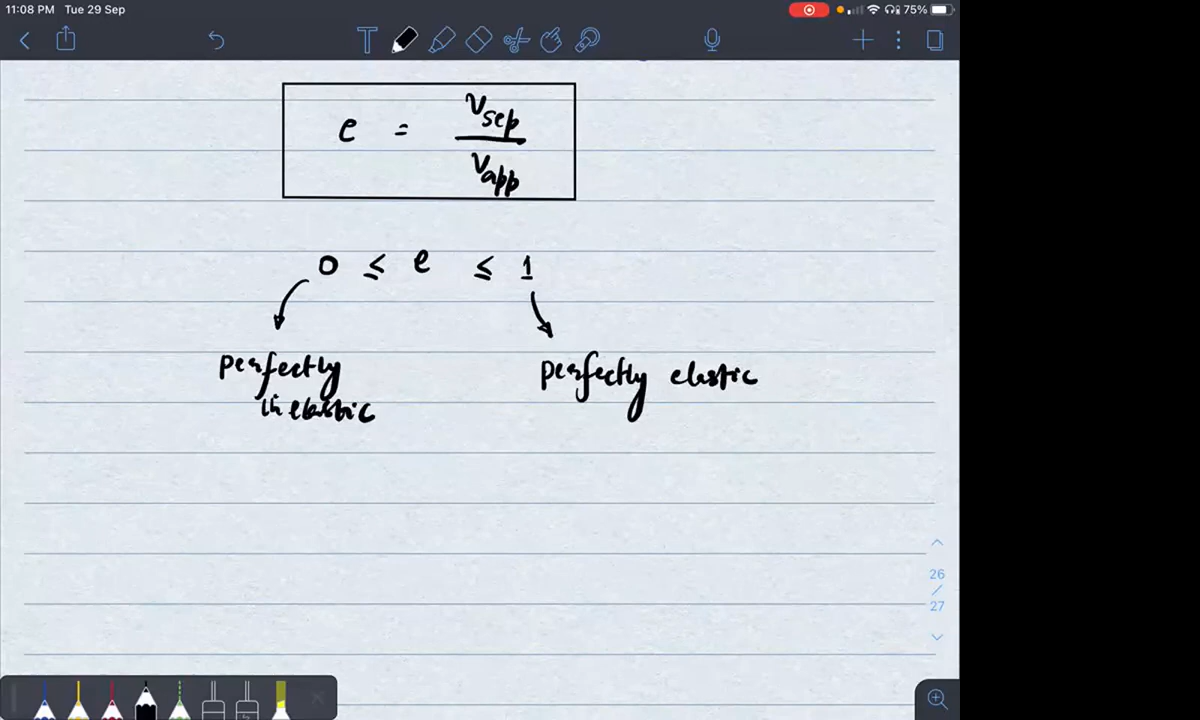 11:08 PM Tue 29 Sep
75%
T
e = v_sep / v_app
0 ≤ e ≤ 1
perfectly
inelastic
perfectly elastic
26
/
27